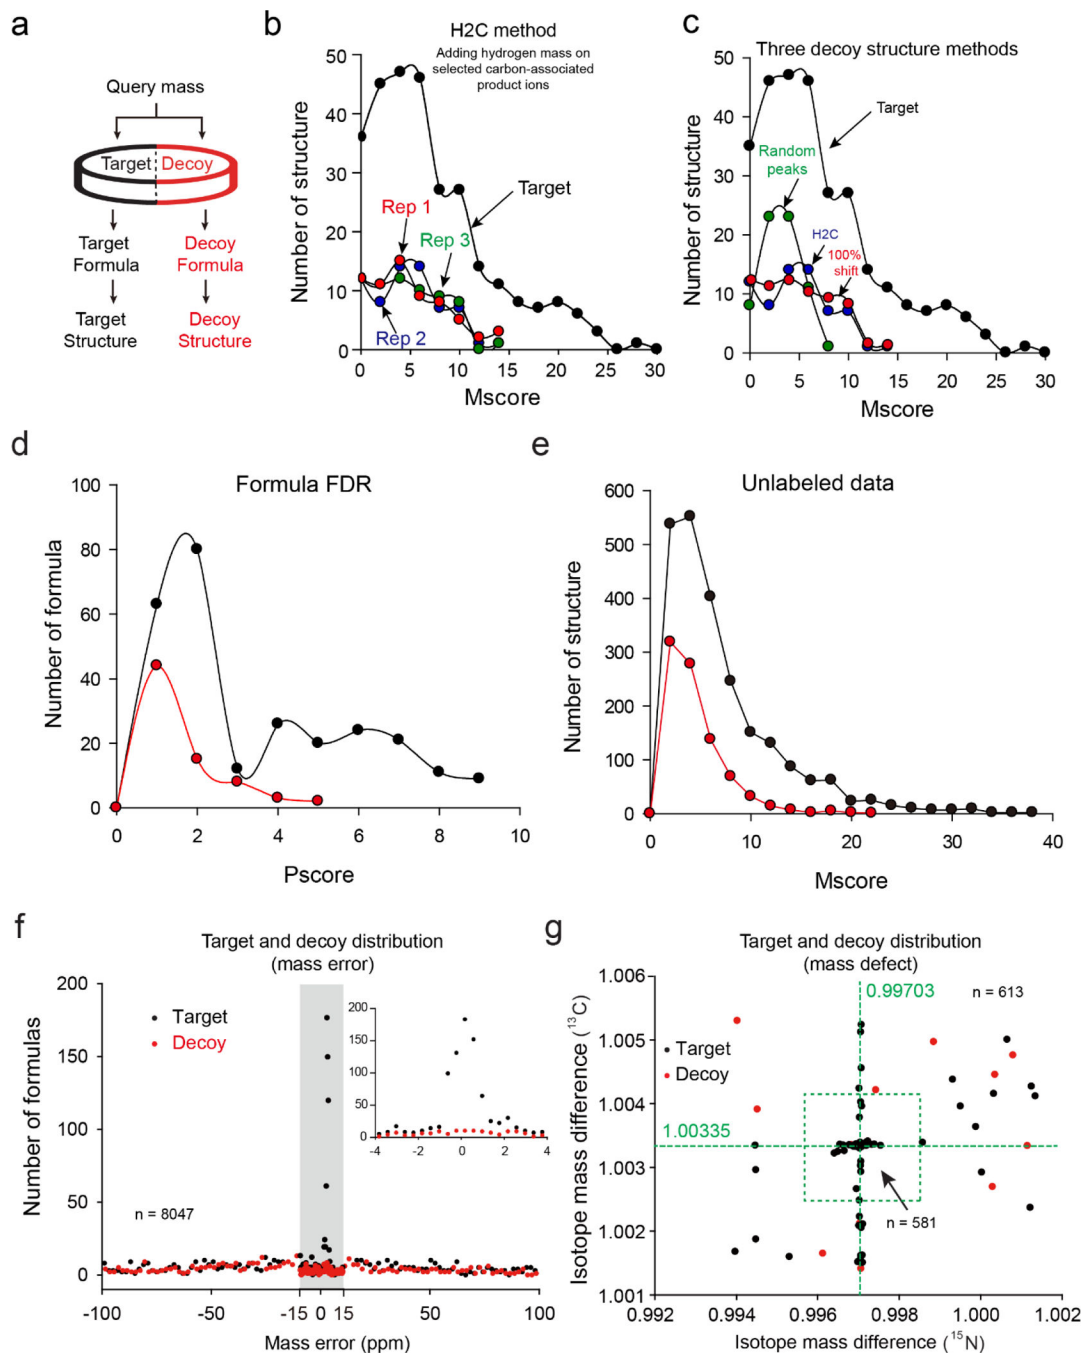 a
Query mass
Target Decoy
Target
Formula
Decoy
Formula
Target
Structure
Decoy
Structure
b
H2C method
Adding hydrogen mass on
selected carbon-associated
product ions
Number of structure
50
40
30
20
10
0
Target
Rep 1
Rep 3
Rep 2
0 5 10 15 20 25 30
Mscore
c
Three decoy structure methods
Number of structure
50
40
30
20
10
0
Target
Random
peaks
H2C
100%
shift
0 5 10 15 20 25 30
Mscore
d
Formula FDR
Number of formula
100
80
60
40
20
0
0 2 4 6 8 10
Pscore
e
Unlabeled data
Number of structure
600
500
400
300
200
100
0
0 10 20 30 40
Mscore
f
Target and decoy distribution
(mass error)
Number of formulas
200
150
100
50
0
Target
Decoy
n = 8047
200
150
100
50
0
-4 -2 0 2 4
-100 -50 -15 0 15 50 100
Mass error (ppm)
g
Target and decoy distribution
(mass defect)
Isotope mass difference (¹³C)
1.006
1.005
1.004
1.003
1.002
1.001
0.99703
n = 613
Target
Decoy
1.00335
n = 581
0.992 0.994 0.996 0.998 1.000 1.002
Isotope mass difference (¹⁵N)